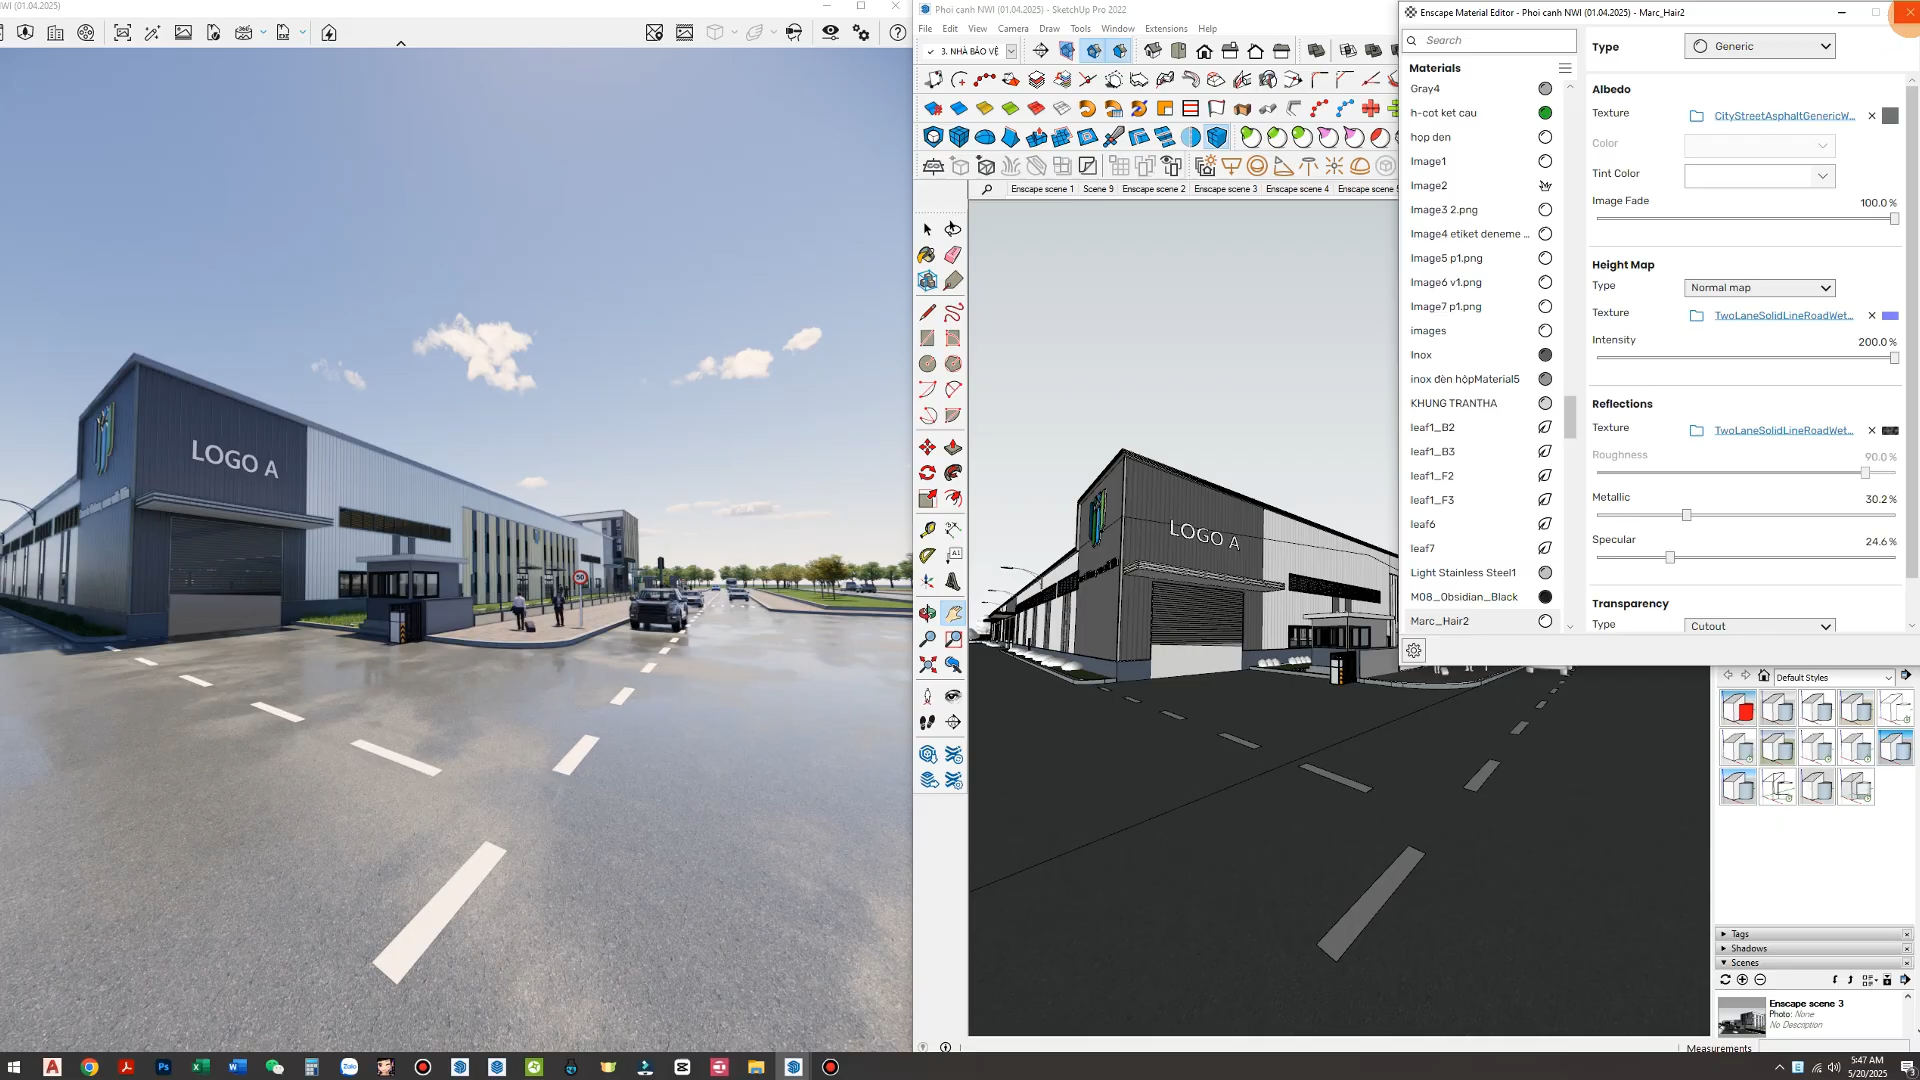 NWI (01.04.2025)
LOGO A
50
Phoi canh NWI (01.04.2025) - SketchUp Pro 2022
File Edit View Camera Draw Tools Window Extensions Help
3. NHÀ BẢO VỆ
Enscape scene 1 Scene 9 Enscape scene 2 Enscape scene 3 Enscape scene 4 Enscape scene
A1
LOGO A
Enscape Material Editor - Phoi canh NWI (01.04.2025) - Marc_Hair2
Search
Materials
Gray4
h-cot ket cau
hop den
Image1
Image2
Image3 2.png
Image4 etiket deneme ...
Image5 p1.png
Image6 v1.png
Image7 p1.png
images
Inox
inox đèn hộpMaterial5
KHUNG TRANTHA
leaf1_B2
leaf1_B3
leaf1_F2
leaf1_F3
leaf6
leaf7
Light Stainless Steel1
M08_Obsidian_Black
Marc_Hair2
Type Generic
Albedo
Texture CityStreetAsphaltGenericW...
Color
Tint Color
Image Fade 100.0 %
Height Map
Type Normal map
Texture TwoLaneSolidLineRoadWet...
Intensity 200.0 %
Reflections
Texture TwoLaneSolidLineRoadWet...
Roughness 90.0 %
Metallic 30.2 %
Specular 24.6 %
Transparency
Type Cutout
Default Styles
Tags
Shadows
Scenes
Enscape scene 3
Photo: None
No Description
Measurements
Zalo
5:47 AM
5/20/2025
3